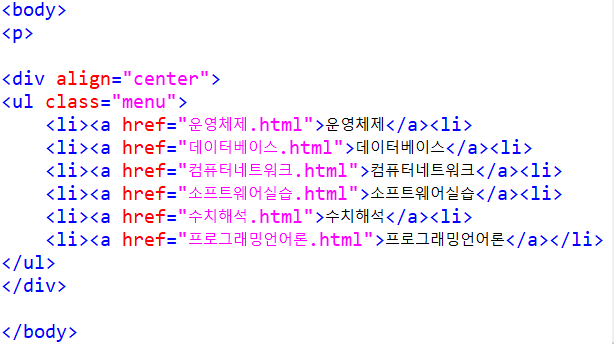 <body>
<p>
<div align="center">
<ul class="menu">
<li><a href="운영체제.html">운영체제</a><li>
<li><a href="데이터베이스.html">데이터베이스</a><li>
<li><a href="컴퓨터네트워크.html">컴퓨터네트워크</a><li>
<li><a href="소프트웨어실습.html">소프트웨어실습</a><li>
<li><a href="수치해석.html">수치해석</a><li>
<li><a href="프로그래밍언어론.html">프로그래밍언어론</a></li>
</ul>
</div>
</body>